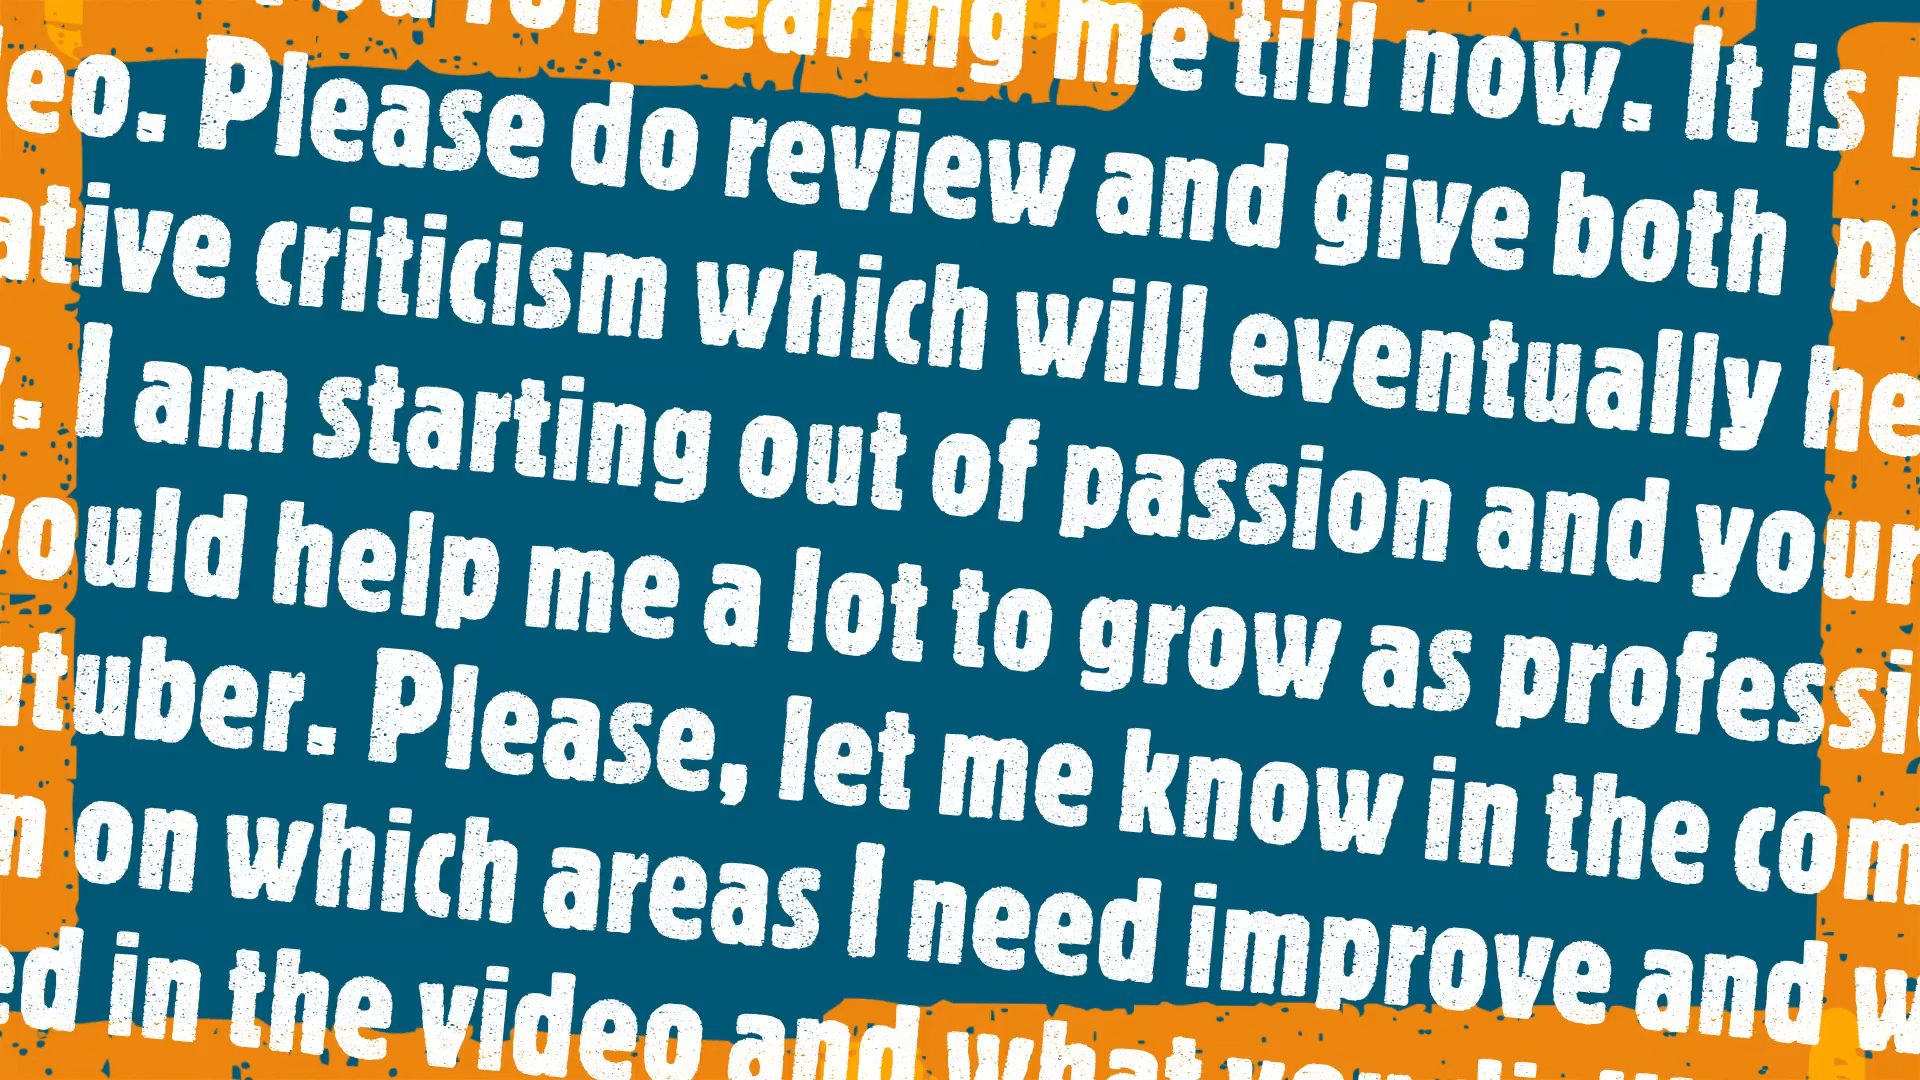 for bearing me till now. It is
eo. Please do review and give both po
ative criticism which will eventually he
. I am starting out of passion and your
ould help me a lot to grow as professi
tuber. Please, let me know in the com
n on which areas I need improve and w
ed in the video and what you